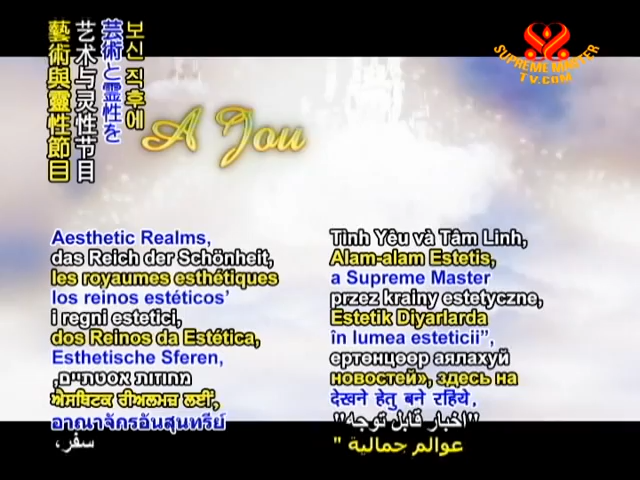 藝術與靈性節目
艺术与灵性节目
芸術と霊性を
보신 직후에
SUPREME MASTER
TV.COM
A Jou
Aesthetic Realms,
das Reich der Schönheit,
les royaumes esthétiques
los reinos estéticos’
i regni estetici,
dos Reinos da Estética,
Esthetische Sferen,
מחוזות אסטתיים,
ਐਸਥਿਟਕ ਰੀਅਲਮਜ਼ ਲਈਂ,
อาณาจักรอันสุนทรีย์
سفر،
Tình Yêu và Tâm Linh,
Alam-alam Estetis,
a Supreme Master
przez krainy estetyczne,
Estetik Diyarlarda
în lumea esteticii”,
ертөнцөөр аялахуй
новостей», здесь на
देखने हेतु बने रहिये,
"اخبار قابل توجه"
عوالم جمالية "